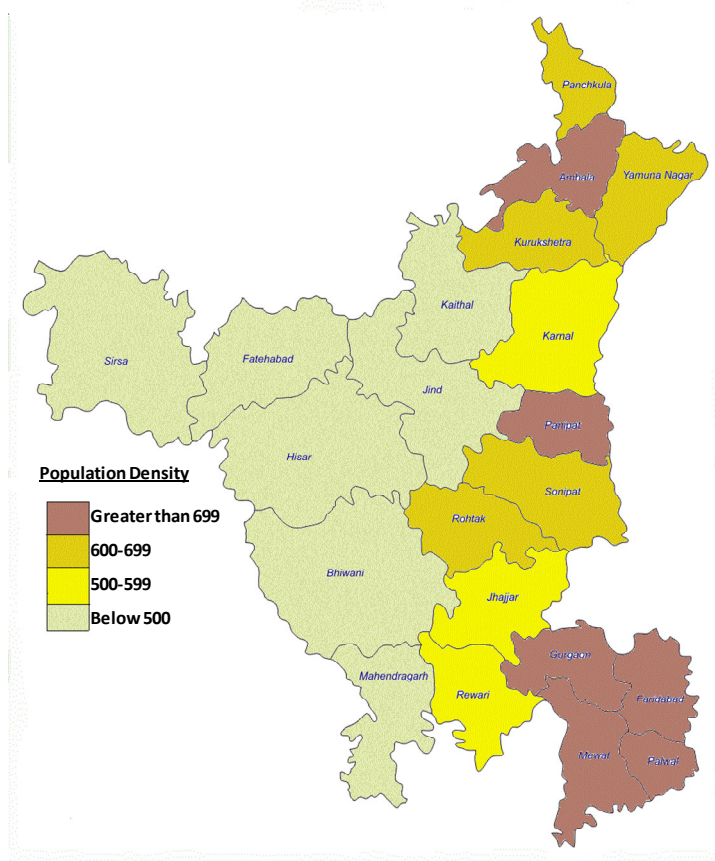 Panchkula
Ambala
Yamuna Nagar
Kurukshetra
Kaithal
Karnal
Sirsa
Fatehabad
Jind
Panipat
Hisar
Population Density
Sonipat
Greater than 699
Rohtak
600-699
Bhiwani
500-599
Jhajjar
Below 500
Gurgaon
Mahendragarh
Rewari
Faridabad
Mewat
Palwal